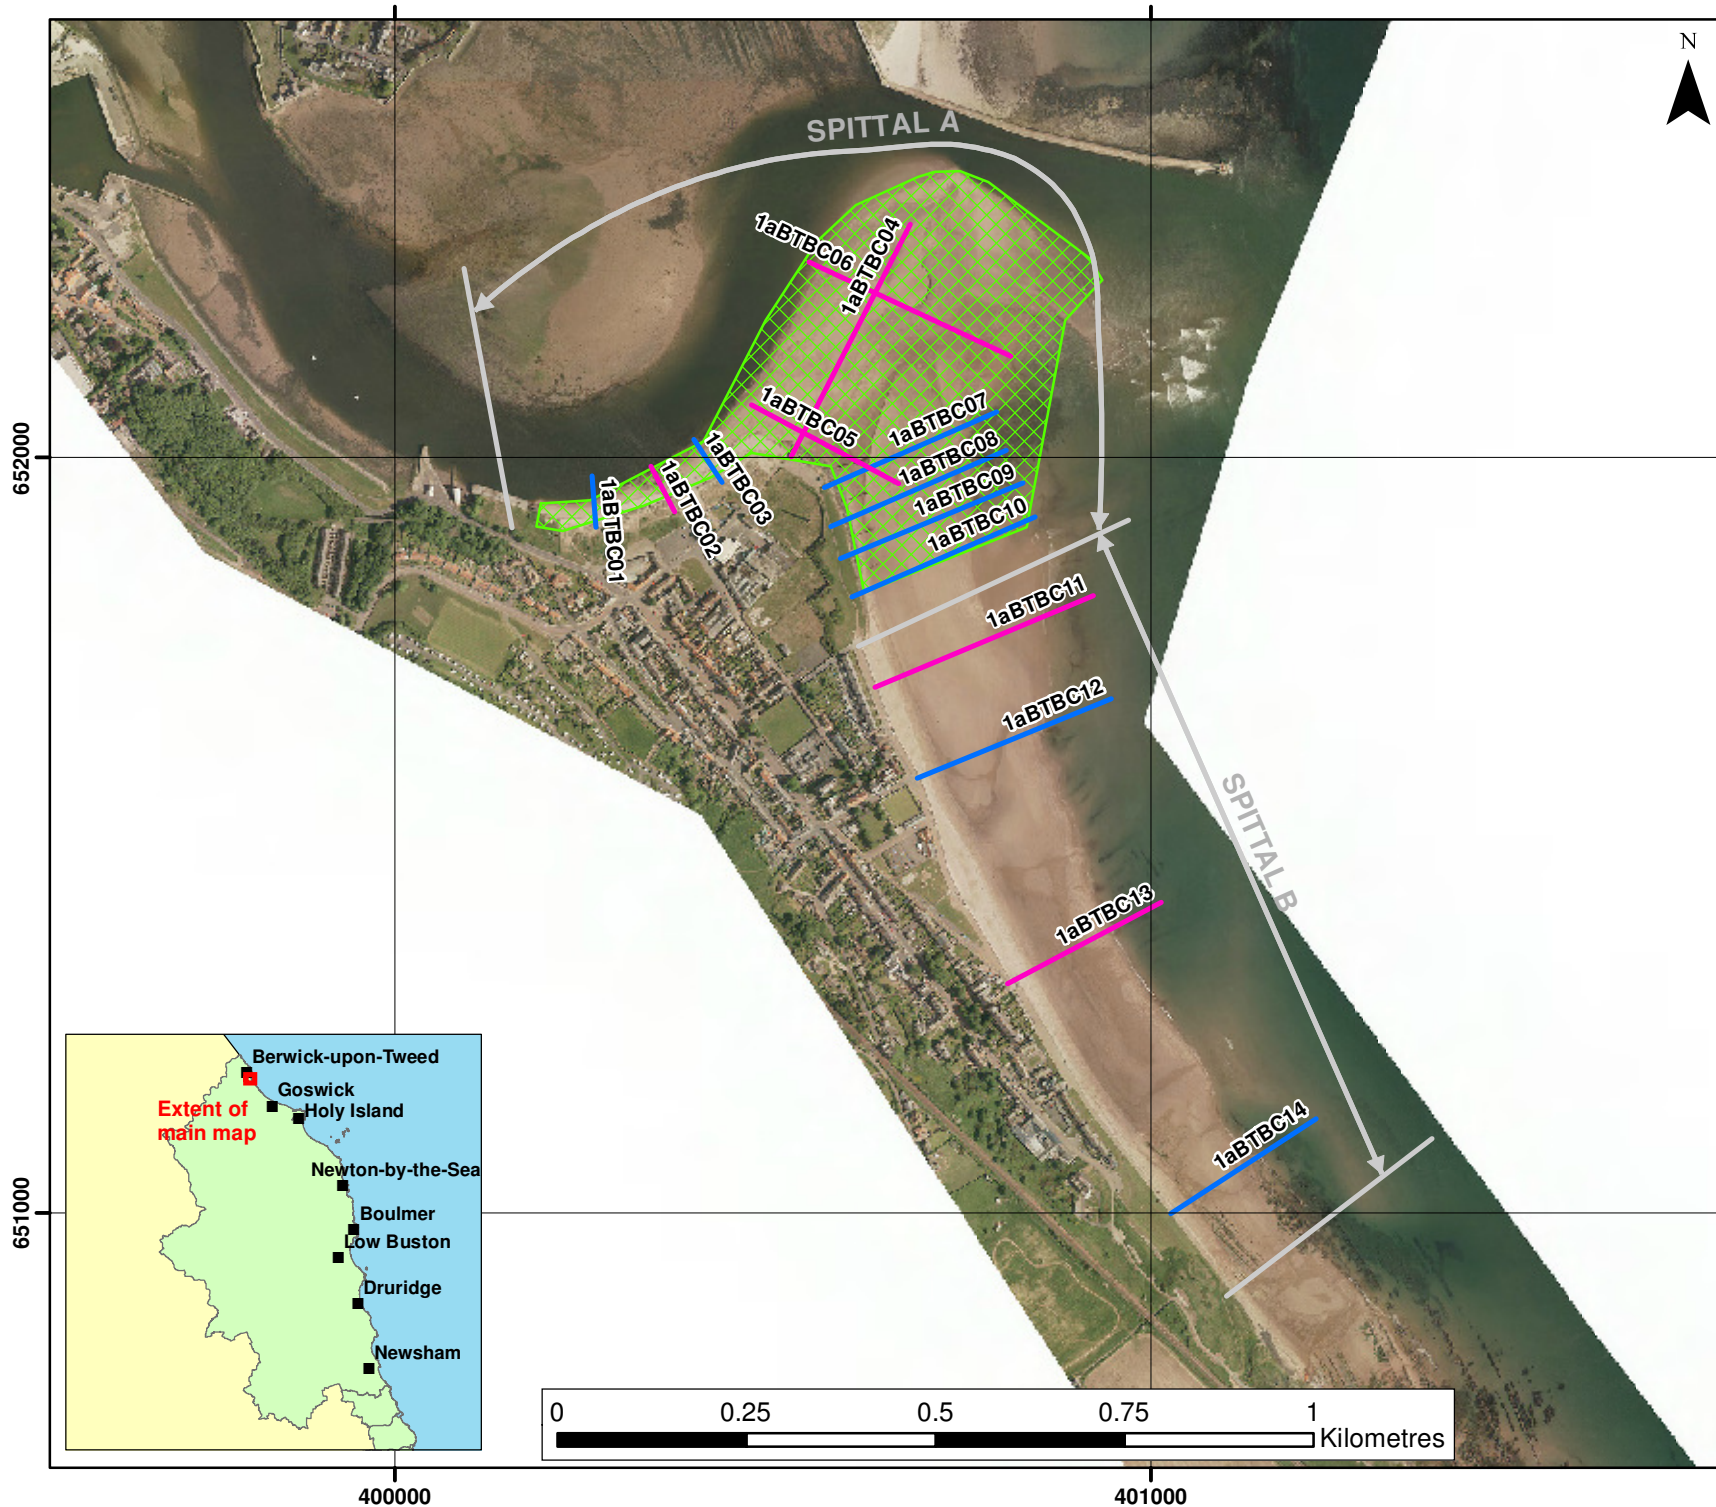 N
SPITTAL A
1aBTBC06
1aBTBC04
1aBTBC05
1aBTBC07
1aBTBC08
1aBTBC09
1aBTBC10
1aBTBC03
1aBTBC02
1aBTBC01
1aBTBC11
1aBTBC12
SPITTAL B
1aBTBC13
1aBTBC14
652000
651000
Berwick-upon-Tweed
Goswick
Extent of
main map
Holy Island
Newton-by-the-Sea
Boulmer
Low Buston
Druridge
Newsham
0 0.25 0.5 0.75 1
Kilometres
400000 401000